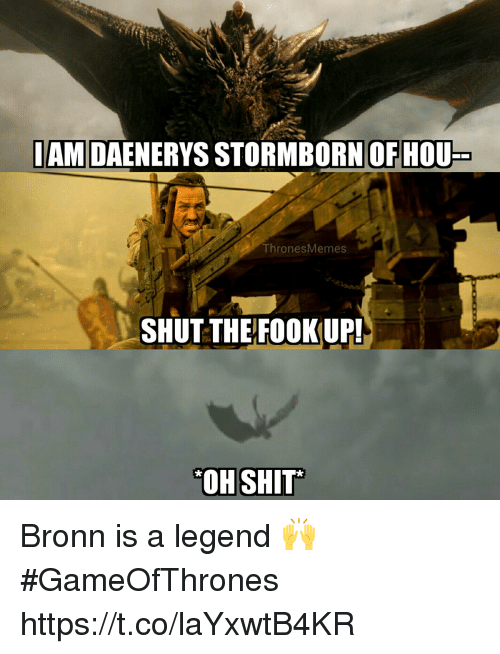 I AM DAENERYS STORMBORN OF HOU--
ThronesMemes
SHUT THE FOOK UP!
*OH SHIT*
Bronn is a legend 🙌
#GameOfThrones
https://t.co/laYxwtB4KR